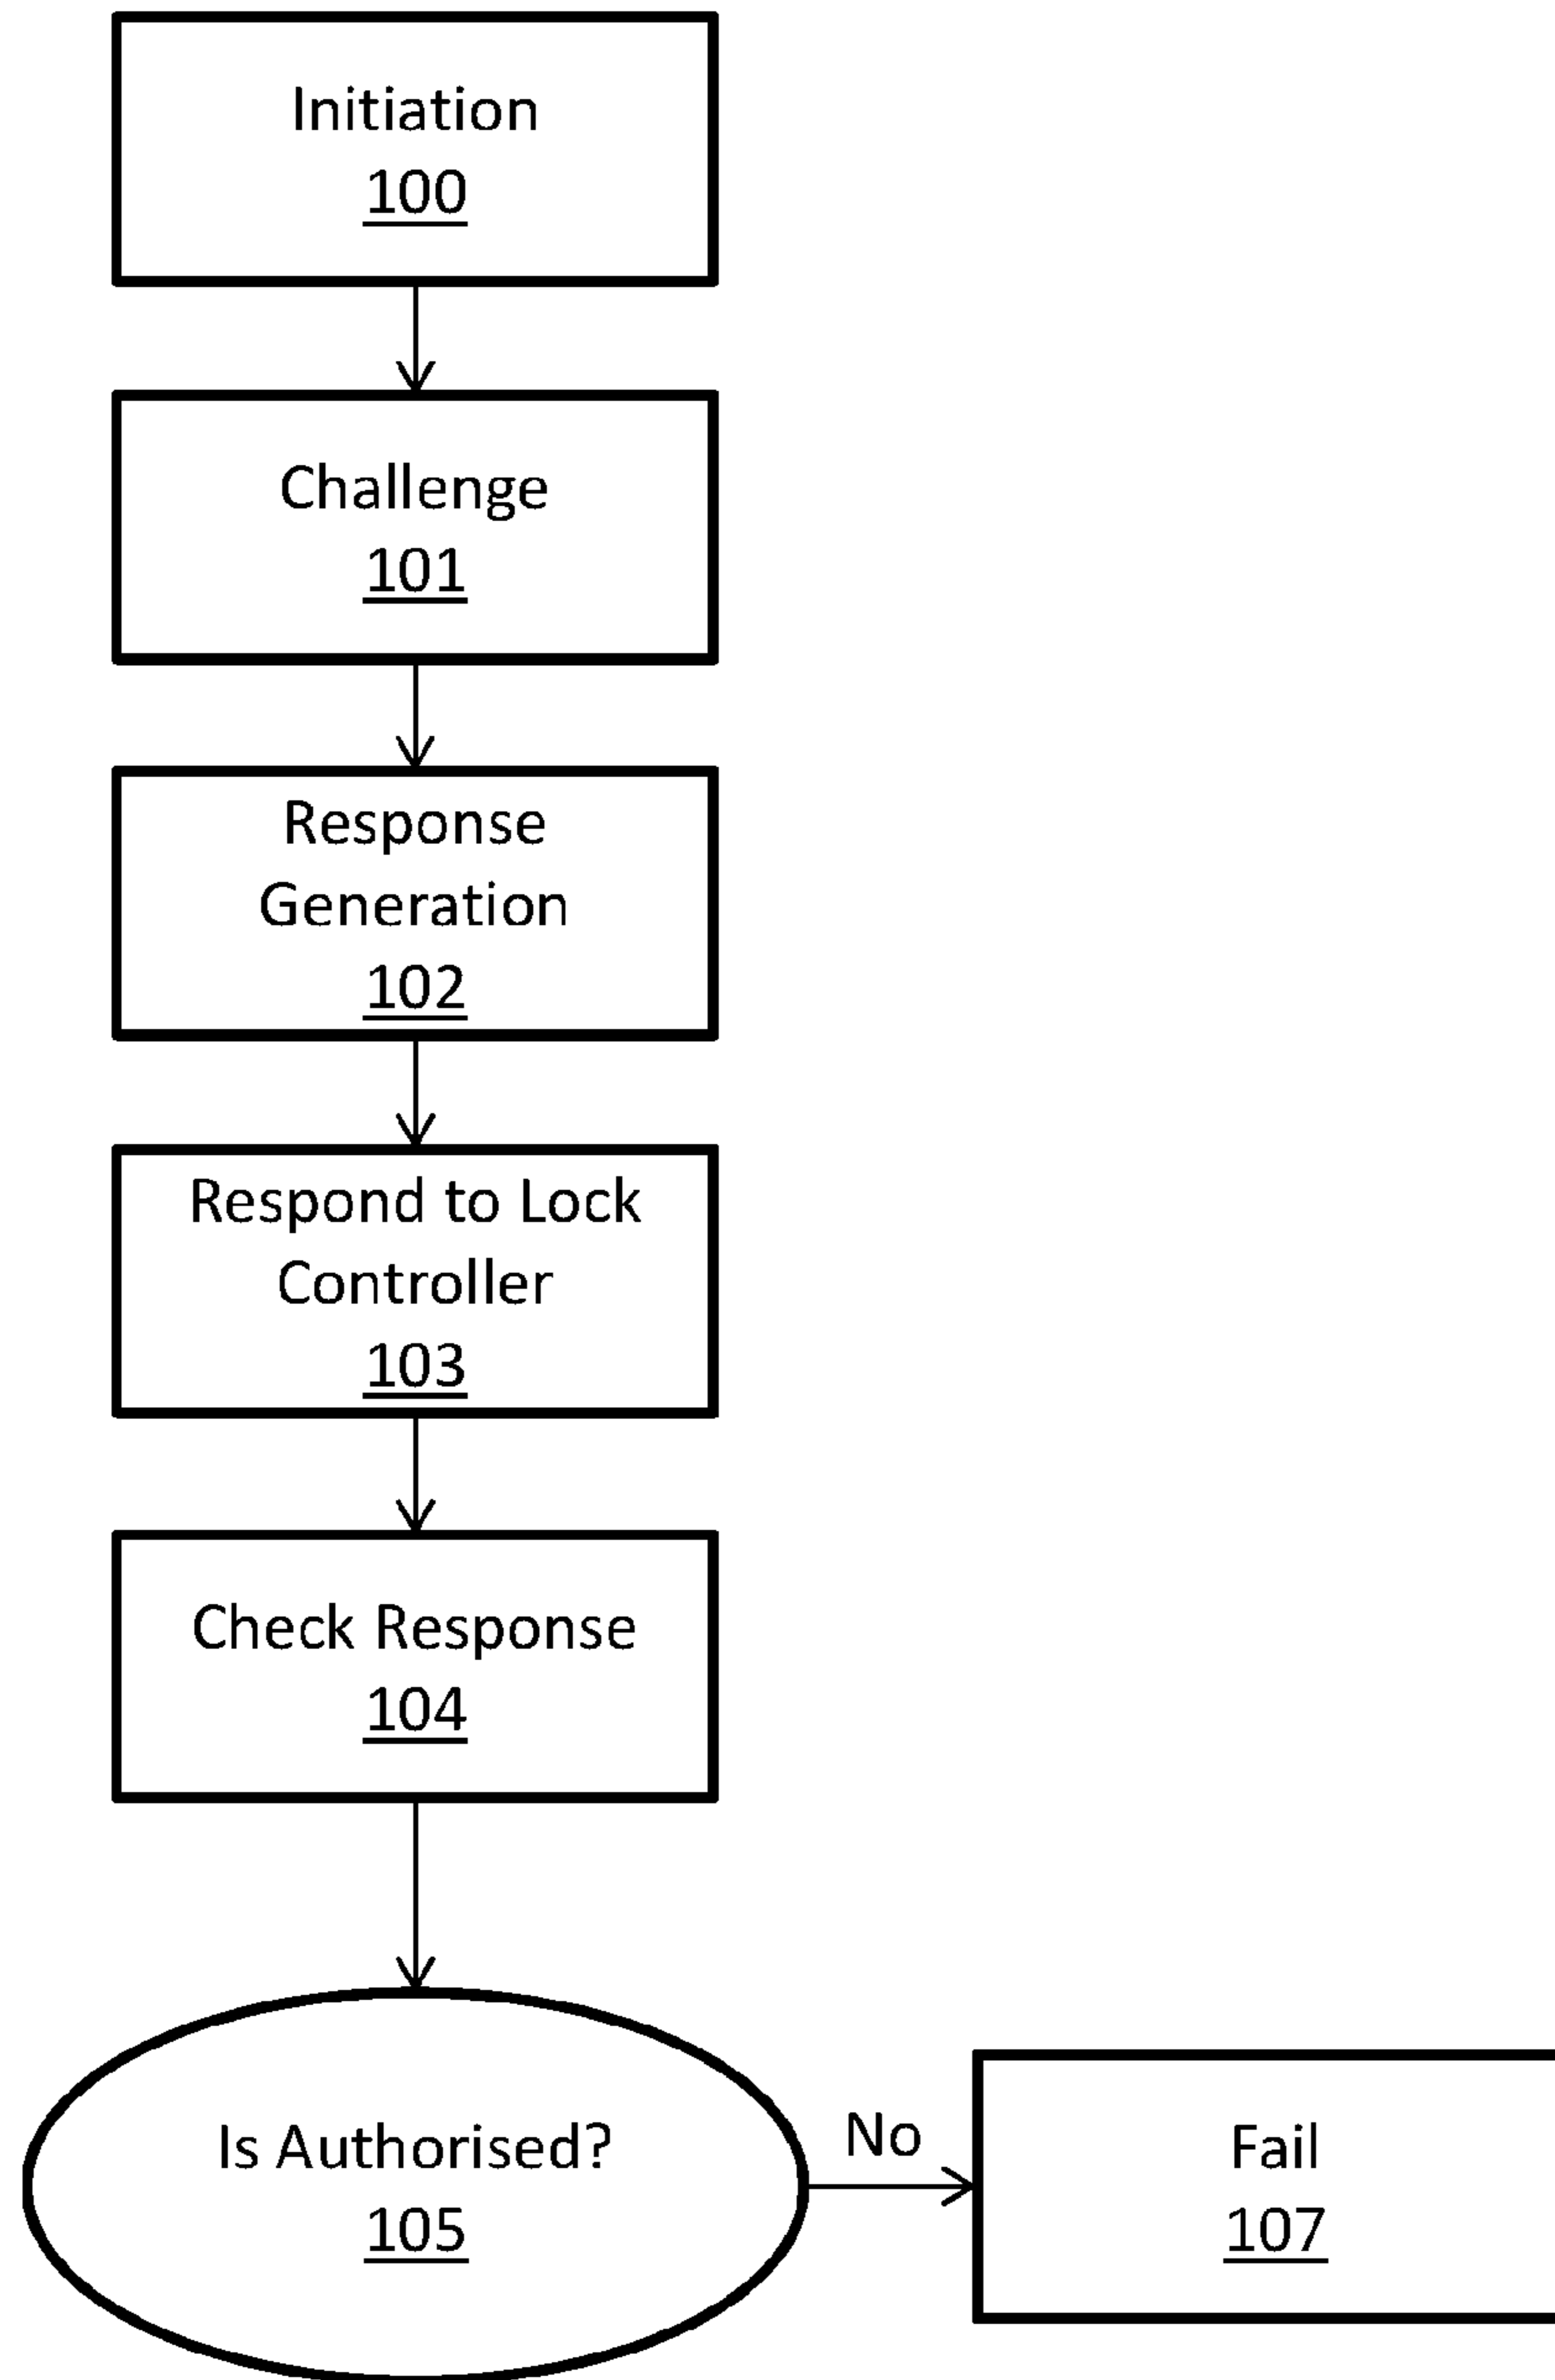 Initiation
100
Challenge
101
Response
Generation
102
Respond to Lock
Controller
103
Check Response
104
Is Authorised?
105
No
Fail
107